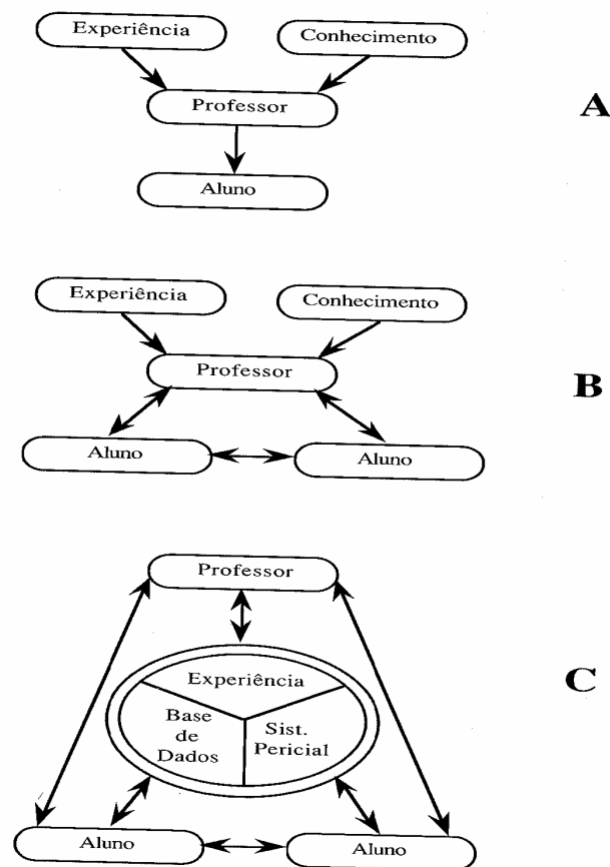 Experiência
Conhecimento
Professor
Aluno
A
Experiência
Conhecimento
Professor
Aluno
Aluno
B
Professor
Experiência
Base
de
Dados
Sist.
Pericial
Aluno
Aluno
C